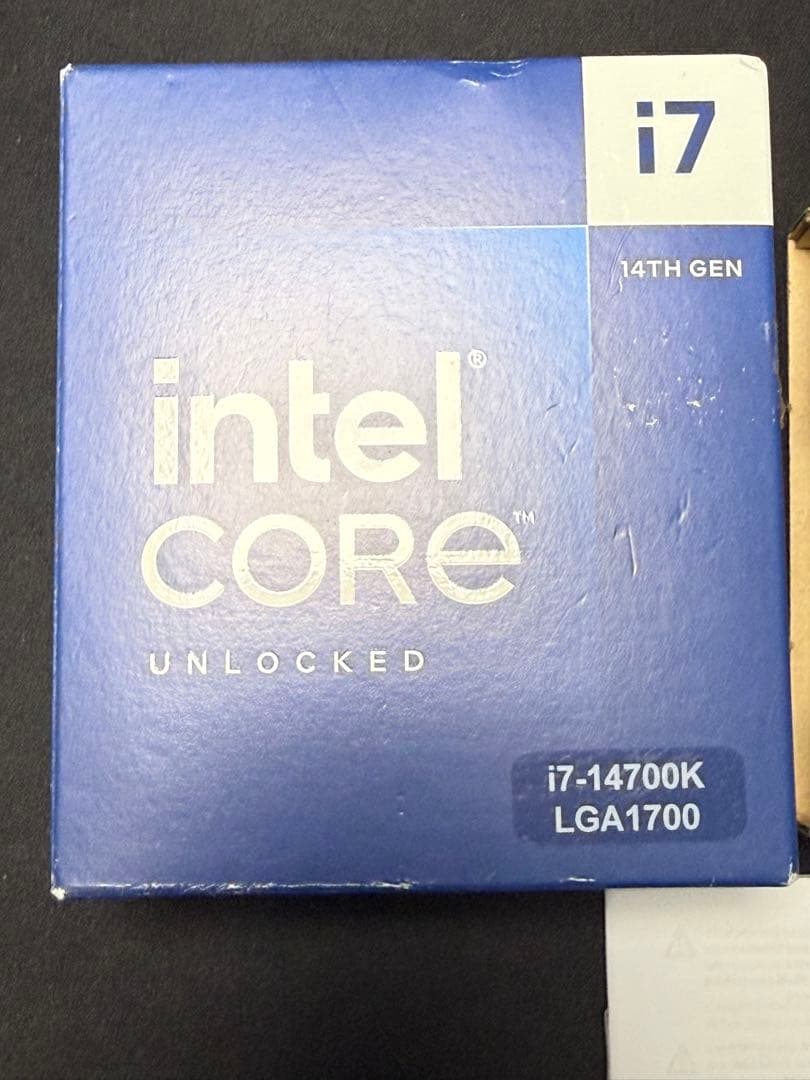 i7
14TH GEN
intel®
CORE™
UNLOCKED
i7-14700K
LGA1700